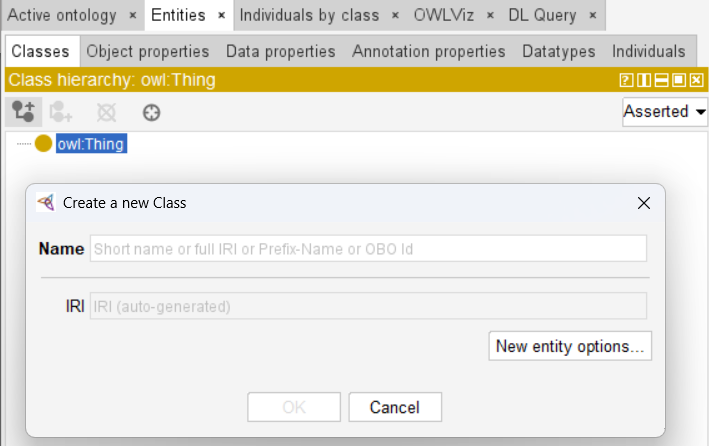 Active ontology × Entities × Individuals by class × OWLViz × DL Query ×
Classes Object properties Data properties Annotation properties Datatypes Individuals
Class hierarchy: owl:Thing
Asserted
owl:Thing
Create a new Class
Name Short name or full IRI or Prefix-Name or OBO Id
IRI IRI (auto-generated)
New entity options...
OK Cancel